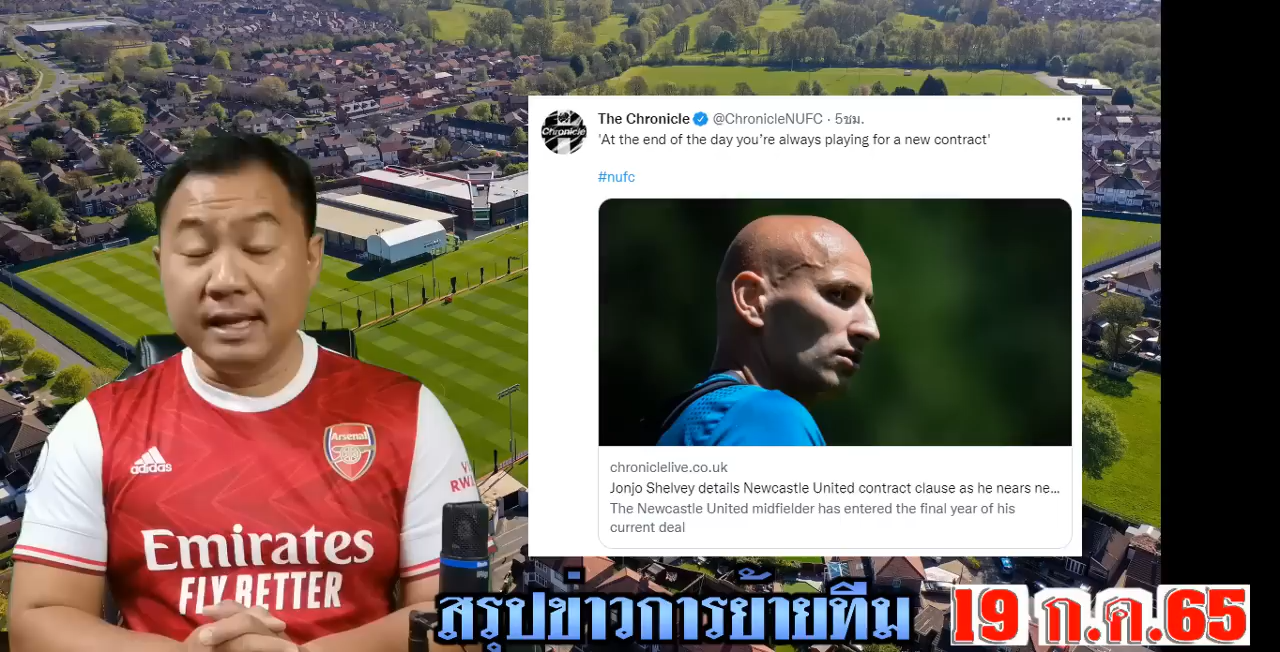 The Chronicle @ChronicleNUFC · 5ชม.
'At the end of the day you’re always playing for a new contract'
#nufc
Chronicle
chroniclelive.co.uk
Jonjo Shelvey details Newcastle United contract clause as he nears ne...
The Newcastle United midfielder has entered the final year of his
current deal
Arsenal
adidas
Emirates
FLY BETTER
สรุปข่าวการย้ายทีม
19 ก.ค.65